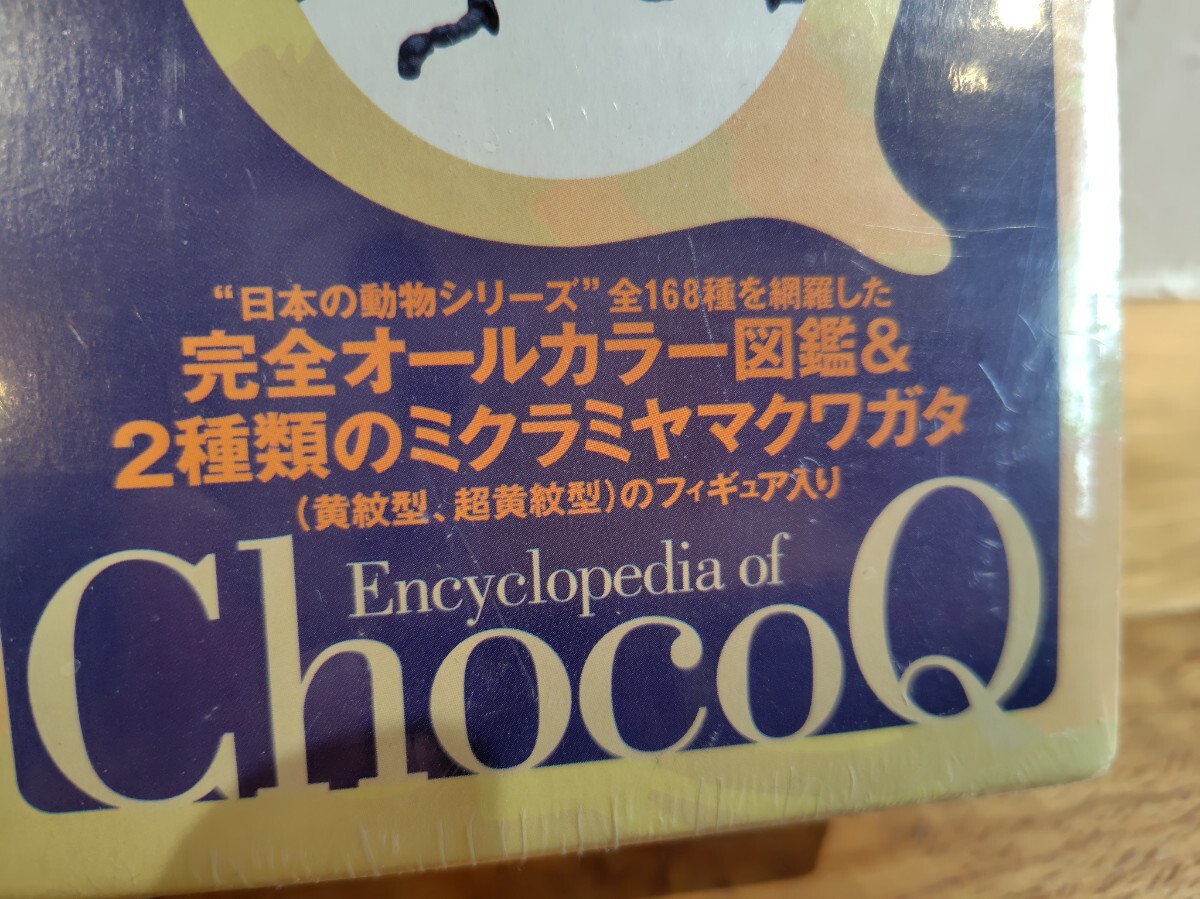 “日本の動物シリーズ”全168種を網羅した
完全オールカラー図鑑&
2種類のミクラミヤマクワガタ
(黄紋型、超黄紋型)のフィギュア入り
Encyclopedia of
ChocoQ